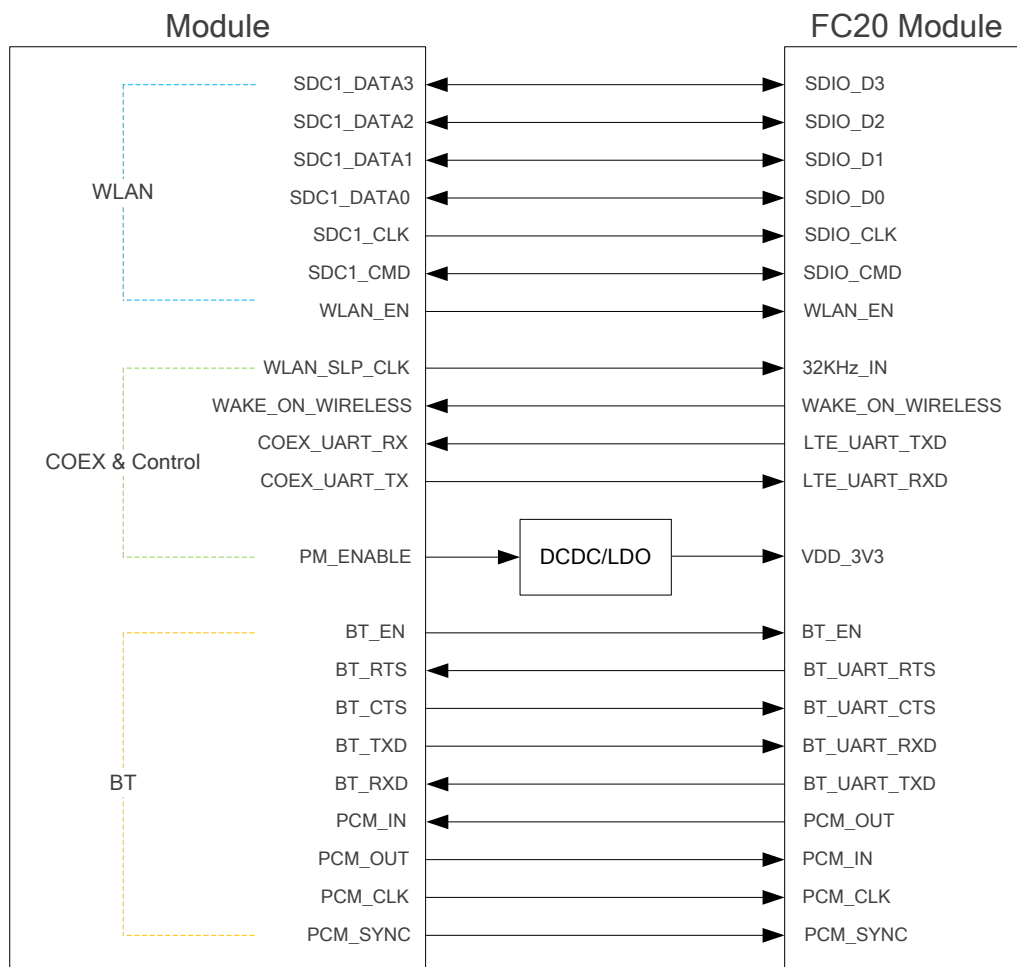 Module FC20 Module
SDC1_DATA3 SDIO_D3
SDC1_DATA2 SDIO_D2
SDC1_DATA1 SDIO_D1
WLAN SDC1_DATA0 SDIO_D0
SDC1_CLK SDIO_CLK
SDC1_CMD SDIO_CMD
WLAN_EN WLAN_EN
WLAN_SLP_CLK 32KHz_IN
WAKE_ON_WIRELESS WAKE_ON_WIRELESS
COEX_UART_RX LTE_UART_TXD
COEX & Control
COEX_UART_TX LTE_UART_RXD
PM_ENABLE DCDC/LDO VDD_3V3
BT_EN BT_EN
BT_RTS BT_UART_RTS
BT_CTS BT_UART_CTS
BT_TXD BT_UART_RXD
BT BT_RXD BT_UART_TXD
PCM_IN PCM_OUT
PCM_OUT PCM_IN
PCM_CLK PCM_CLK
PCM_SYNC PCM_SYNC